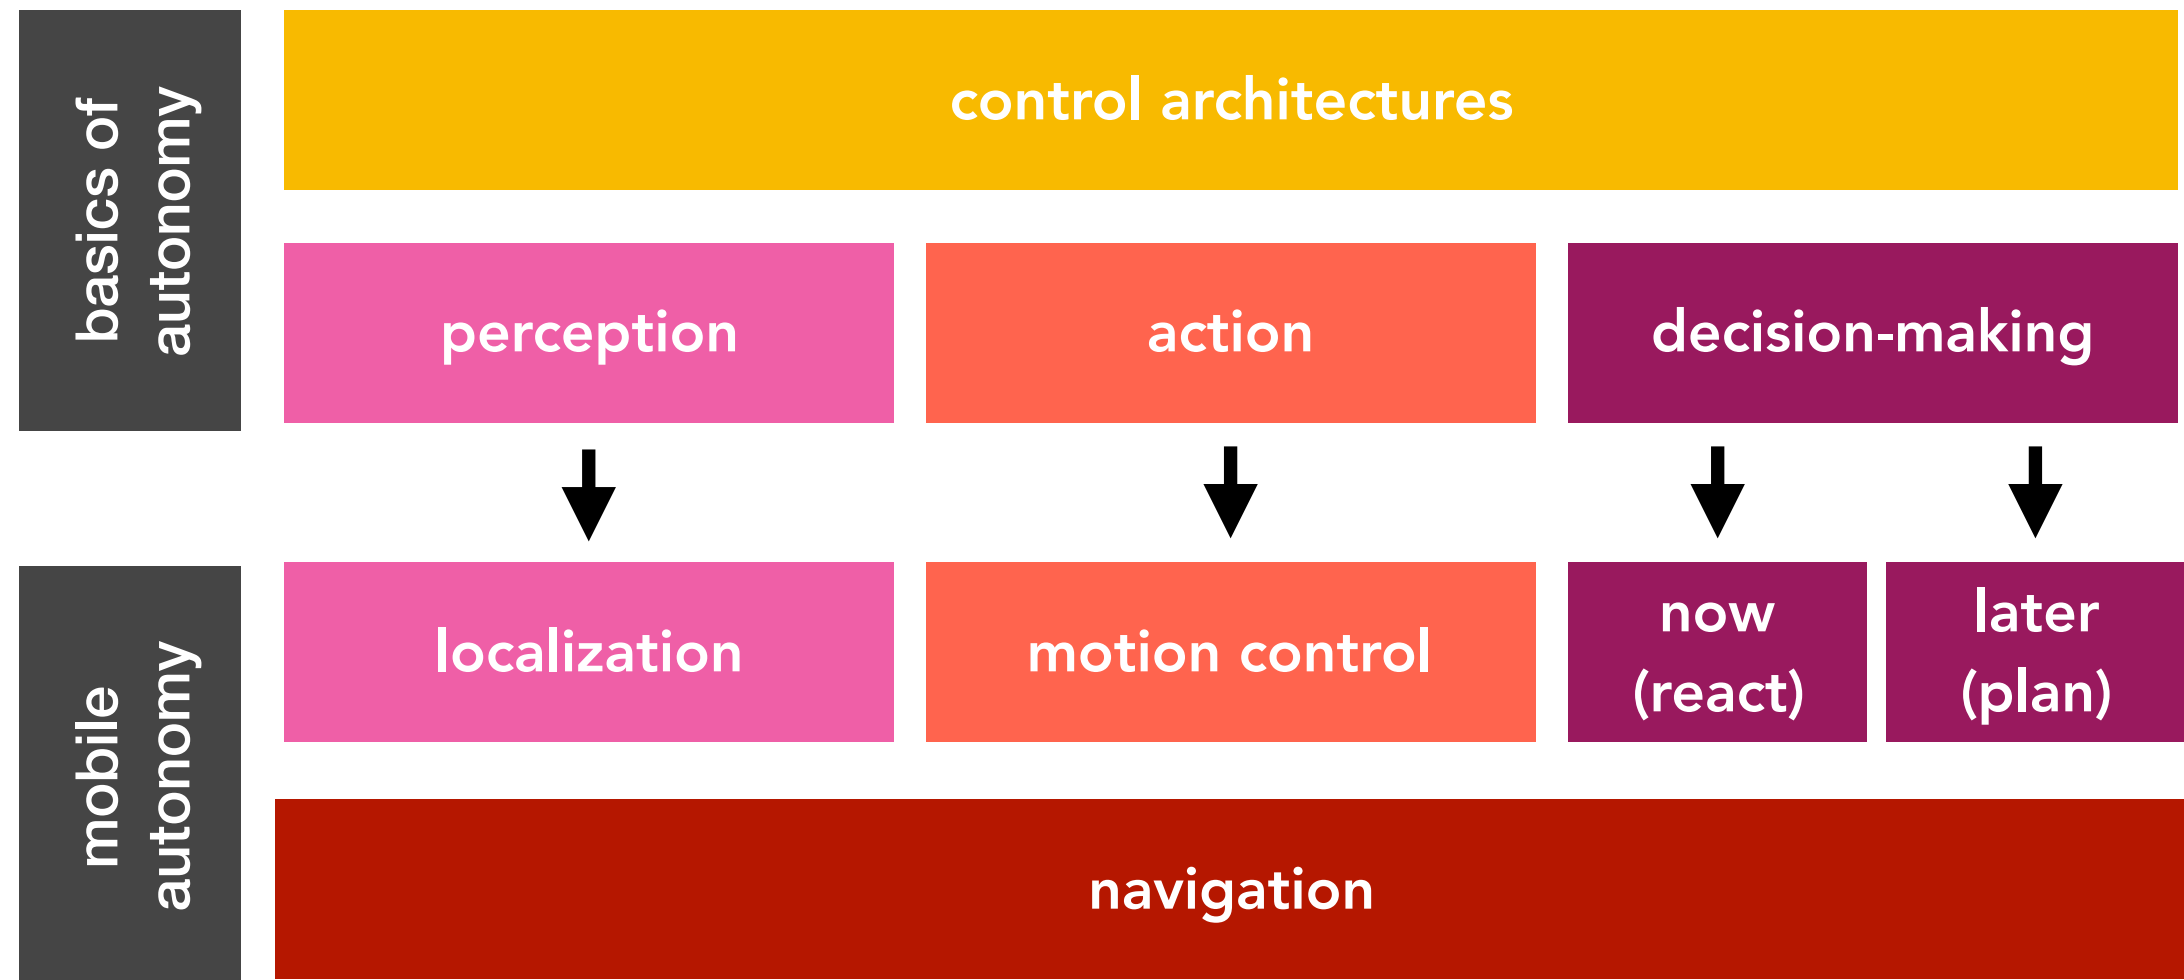 basics of
autonomy
control architectures
perception
action
decision-making
mobile
autonomy
localization
motion control
now
(react)
later
(plan)
navigation